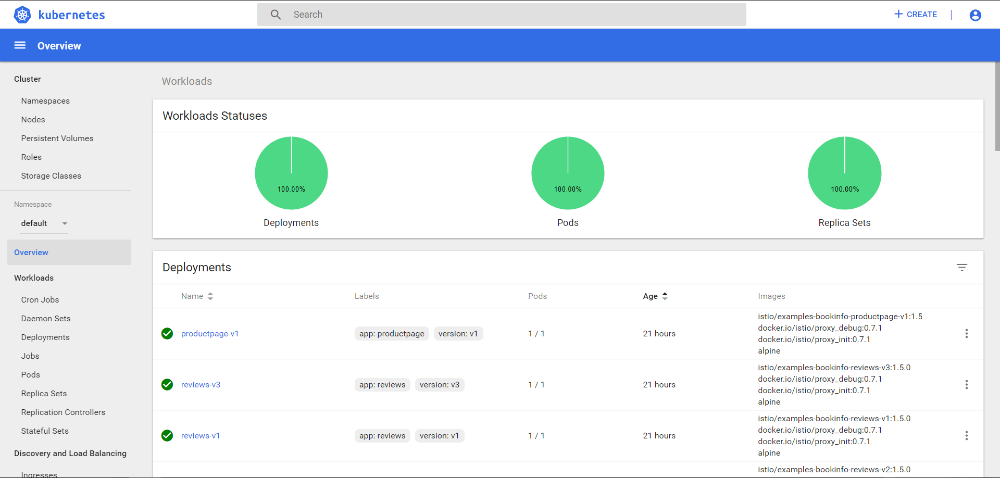 kubernetes
Search
CREATE
Overview
Cluster
Namespaces
Nodes
Persistent Volumes
Roles
Storage Classes
Namespace
default
Overview
Workloads
Cron Jobs
Daemon Sets
Deployments
Jobs
Pods
Replica Sets
Replication Controllers
Stateful Sets
Discovery and Load Balancing
Ingresses
Workloads
Workloads Statuses
100.00%
Deployments
100.00%
Pods
100.00%
Replica Sets
Deployments
Name Labels Pods Age Images
productpage-v1 app: productpage version: v1 1 / 1 21 hours
istio/examples-bookinfo-productpage-v1:1.5
docker.io/istio/proxy_debug:0.7.1
docker.io/istio/proxy_init:0.7.1
alpine
reviews-v3 app: reviews version: v3 1 / 1 21 hours
istio/examples-bookinfo-reviews-v3:1.5.0
docker.io/istio/proxy_debug:0.7.1
docker.io/istio/proxy_init:0.7.1
alpine
reviews-v1 app: reviews version: v1 1 / 1 21 hours
istio/examples-bookinfo-reviews-v1:1.5.0
docker.io/istio/proxy_debug:0.7.1
docker.io/istio/proxy_init:0.7.1
alpine
istio/examples-bookinfo-reviews-v2:1.5.0